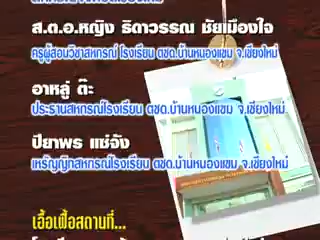 ส.ต.อ.หญิง ริดาวรรณ ชัยเมืองใจ
ครูผู้สอนวิชาสหกรณ์ โรงเรียน ตชด.บ้านหนองแขม จ.เชียงใหม่
อาหลู่ ด๊ะ
ประธานสหกรณ์โรงเรียน ตชด.บ้านหนองแขม จ.เชียงใหม่
ปิยาพร แซ่จัง
เหรัญญิกสหกรณ์โรงเรียน ตชด.บ้านหนองแขม จ.เชียงใหม่
เอื้อเฟื้อสถานที่...